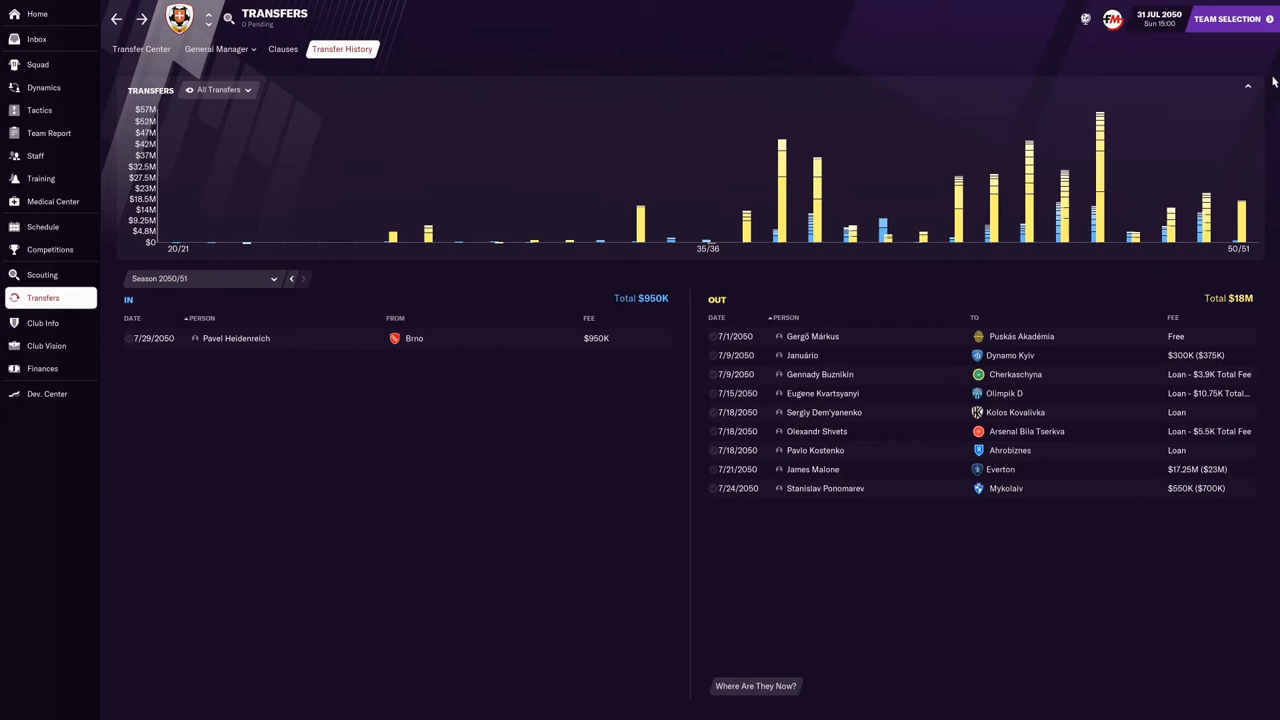 Home
Inbox
Squad
Dynamics
Tactics
Team Report
Staff
Training
Medical Center
Schedule
Competitions
Scouting
Transfers
Club Info
Club Vision
Finances
Dev. Center
TRANSFERS
0 Pending
FM
31 JUL 2050
Sun 15:00
TEAM SELECTION
Transfer Center General Manager Clauses Transfer History
TRANSFERS All Transfers
$57M
$52M
$47M
$42M
$37M
$32.5M
$27.5M
$23M
$18.5M
$14M
$9.25M
$4.8M
$0
20/21 35/36 50/51
Season 2050/51
IN Total $950K
DATE PERSON FROM FEE
7/29/2050 Pavel Heidenreich Brno $950K
OUT Total $18M
DATE PERSON TO FEE
7/1/2050 Gergő Márkus Puskás Akadémia Free
7/9/2050 Januário Dynamo Kyiv $300K ($375K)
7/9/2050 Gennady Buznikin Cherkaschyna Loan - $3.9K Total Fee
7/15/2050 Eugene Kvartsyanyi Olimpik D Loan - $10.75K Total...
7/18/2050 Sergiy Dem'yanenko Kolos Kovalivka Loan
7/18/2050 Olexandr Shvets Arsenal Bila Tserkva Loan - $5.5K Total Fee
7/18/2050 Pavlo Kostenko Ahrobiznes Loan
7/21/2050 James Malone Everton $17.25M ($23M)
7/24/2050 Stanislav Ponomarev Mykolaiv $550K ($700K)
Where Are They Now?